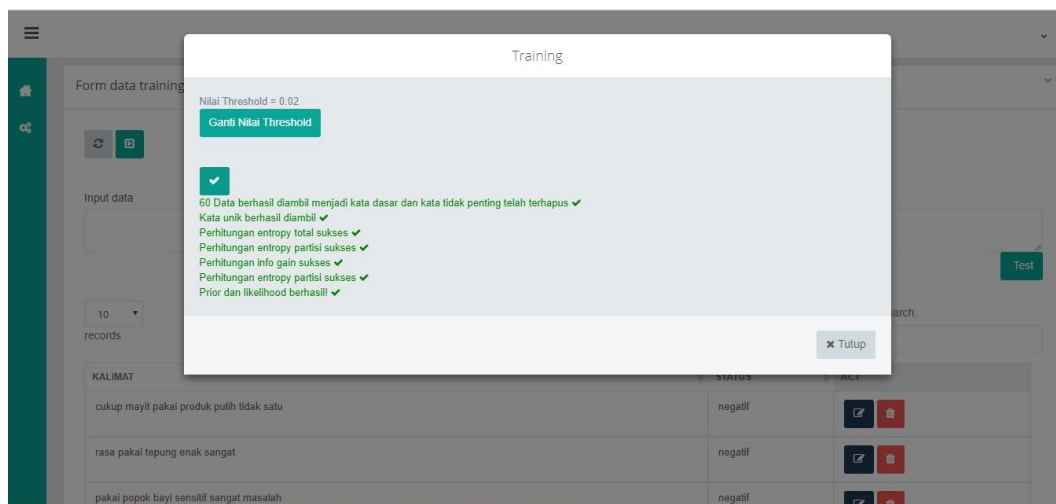 Training
Form data training
Nilai Threshold = 0.02
Ganti Nilai Threshold
Input data
60 Data berhasil diambil menjadi kata dasar dan kata tidak penting telah terhapus
Kata unik berhasil diambil
Perhitungan entropy total sukses
Perhitungan entropy partisi sukses
Perhitungan info gain sukses
Perhitungan entropy partisi sukses
Prior dan likelihood berhasil!
Test
10
arch:
records
Tutup
KALIMAT STATUS ACT
cukup mayit pakai produk putih tidak satu negatif
rasa pakai tepung enak sangat negatif
pakai popok bayi sensitif sangat masalah negatif